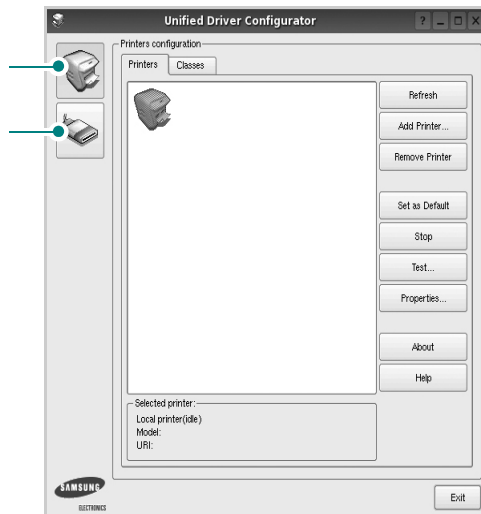 Unified Driver Configurator
Printers configuration
Printers
Classes
Refresh
Add Printer...
Remove Printer
Set as Default
Stop
Test...
Properties...
About
Help
Selected printer:
Local printer(idle)
Model:
URI:
SAMSUNG
ELECTRONICS
Exit